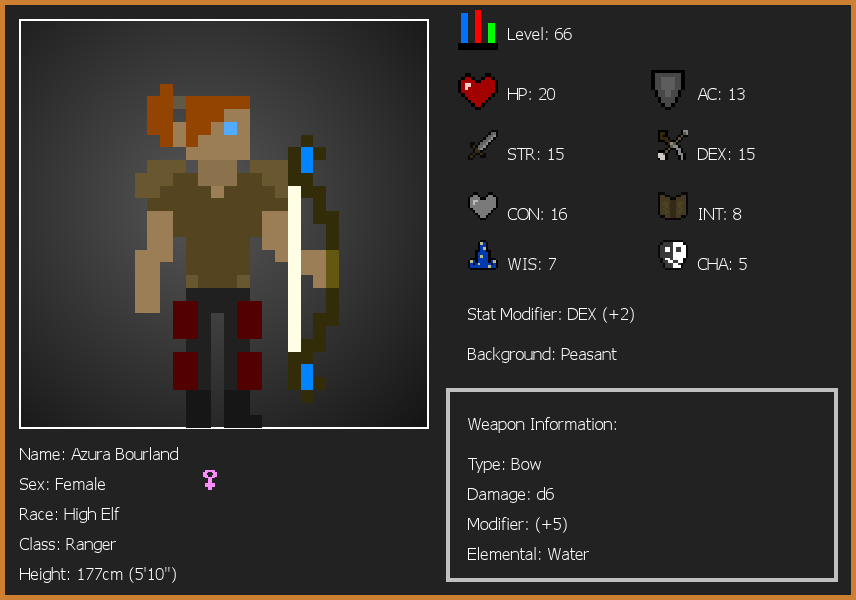 Level: 66
HP: 20
AC: 13
STR: 15
DEX: 15
CON: 16
INT: 8
WIS: 7
CHA: 5
Stat Modifier: DEX (+2)
Background: Peasant
Weapon Information:
Type: Bow
Damage: d6
Modifier: (+5)
Elemental: Water
Name: Azura Bourland
Sex: Female
Race: High Elf
Class: Ranger
Height: 177cm (5'10")